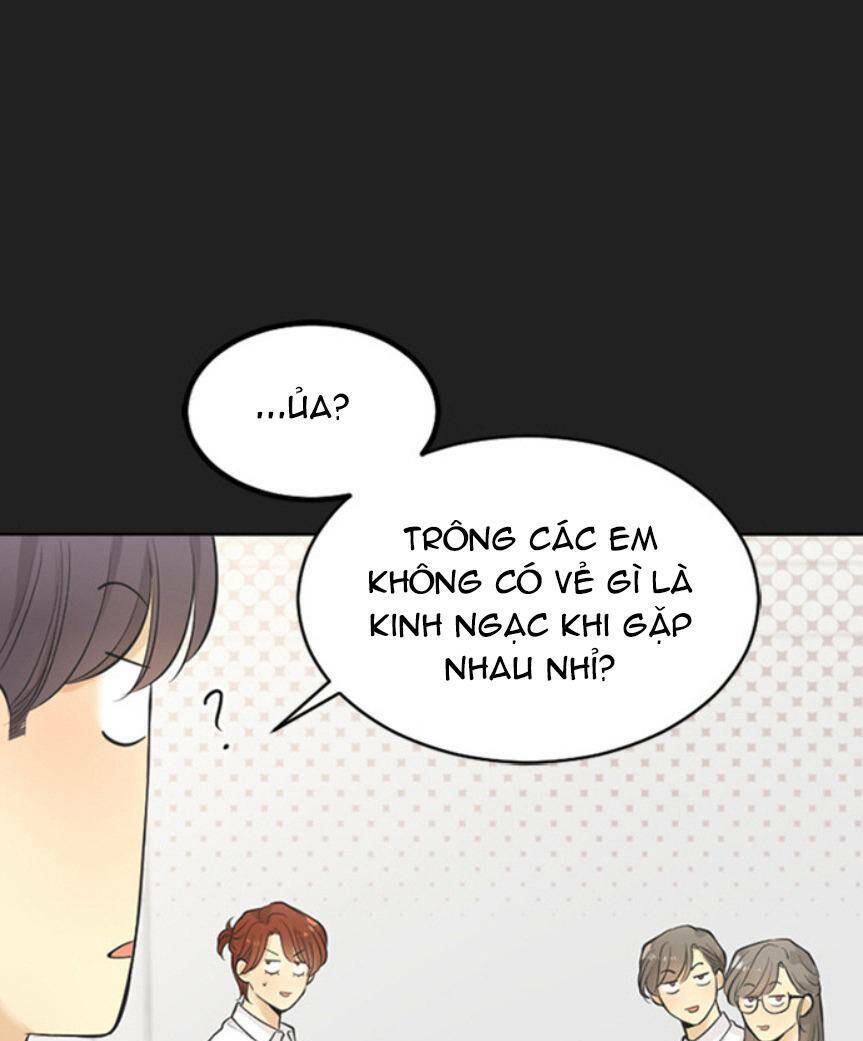 ...ỦA?
TRÔNG CÁC EM
KHÔNG CÓ VẺ GÌ LÀ
KINH NGẠC KHI GẶP
NHAU NHỈ?
?